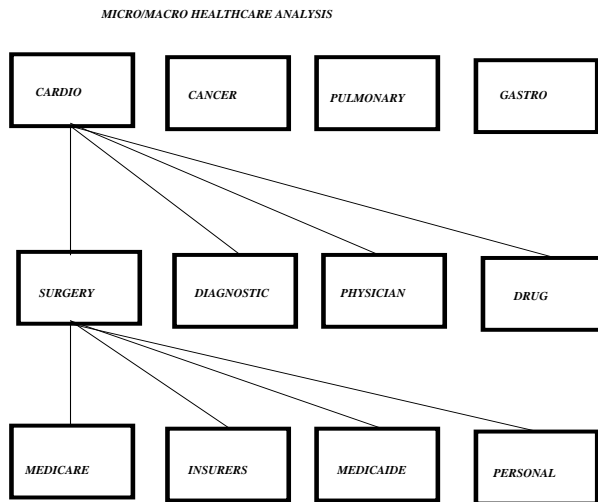 MICRO/MACRO HEALTHCARE ANALYSIS
CARDIO
CANCER
PULMONARY
GASTRO
SURGERY
DIAGNOSTIC
PHYSICIAN
DRUG
MEDICARE
INSURERS
MEDICAIDE
PERSONAL